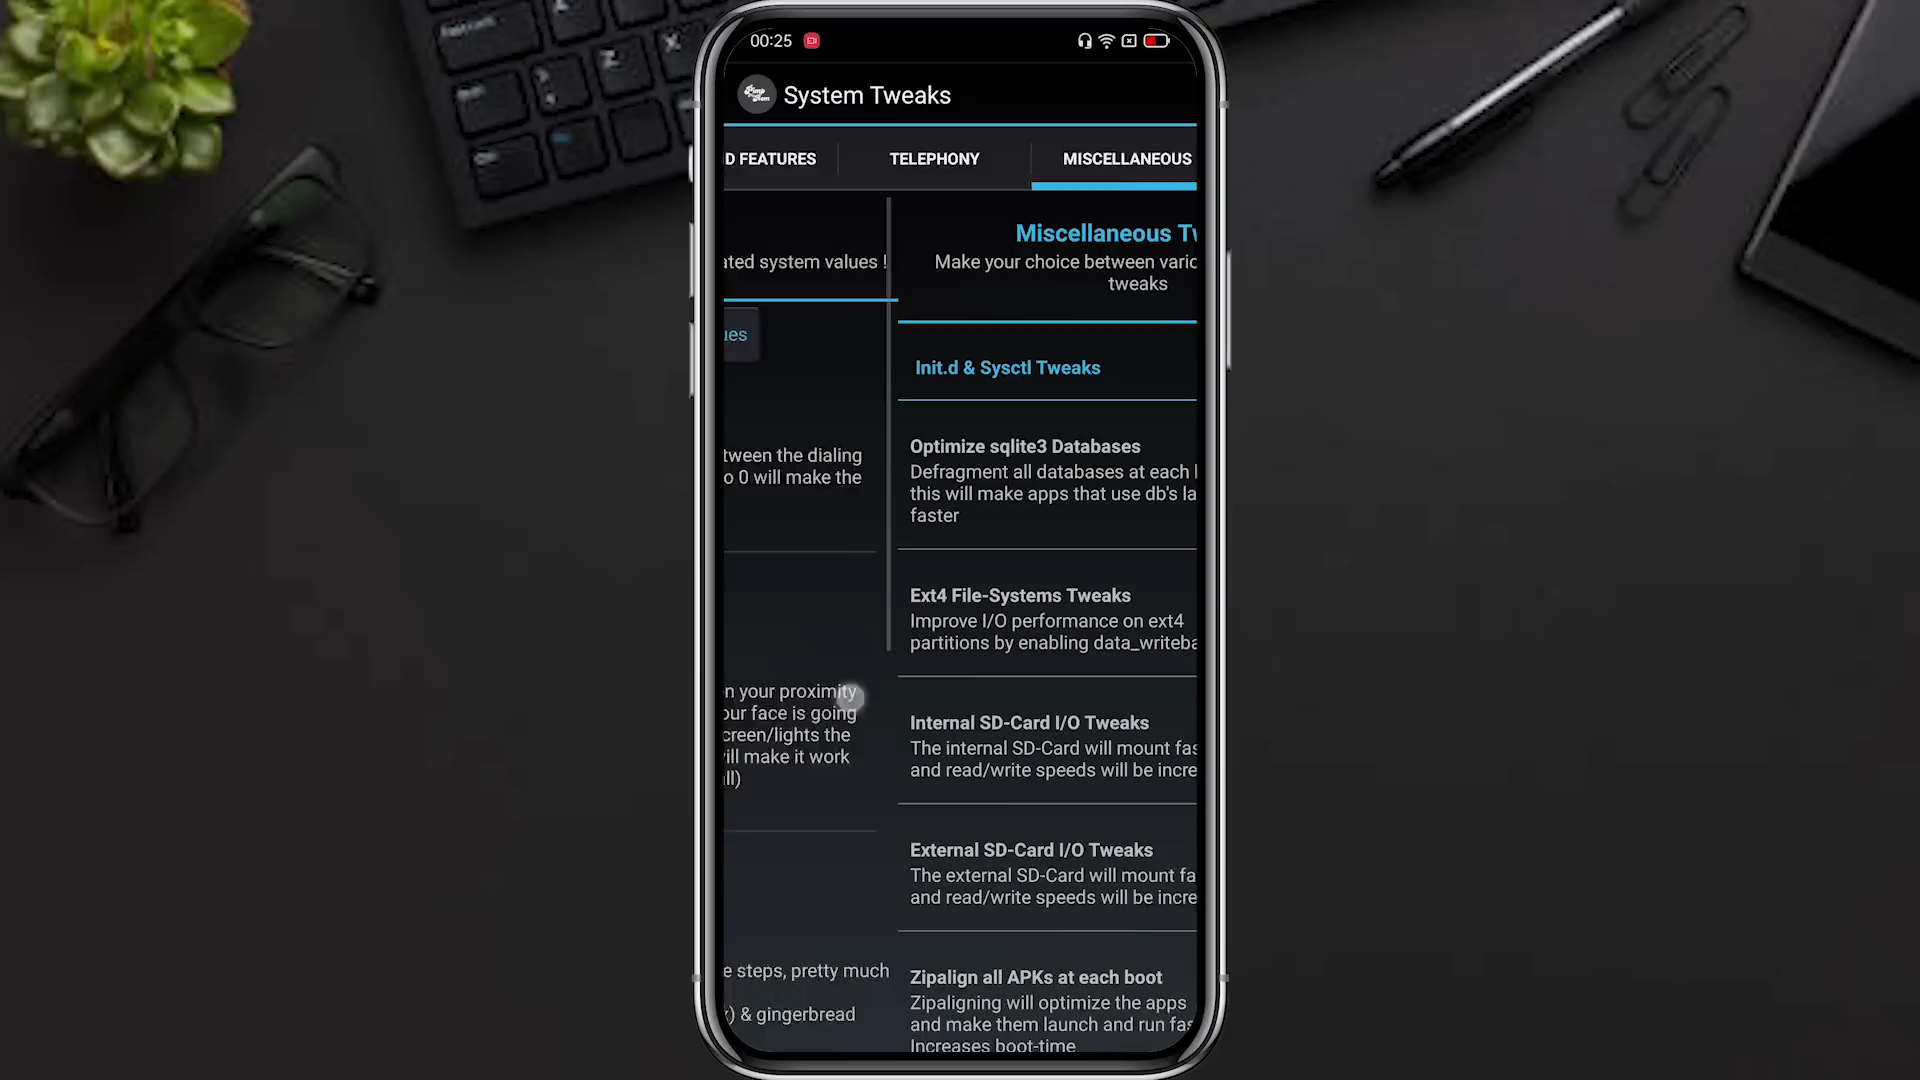 00:25
System Tweaks
D FEATURES
TELEPHONY
MISCELLANEOUS
ated system values !
ues
tween the dialing
o 0 will make the
n your proximity
our face is going
creen/lights the
ill make it work
ll)
e steps, pretty much
) & gingerbread
Miscellaneous Tw
Make your choice between vario
tweaks
Init.d & Sysctl Tweaks
Optimize sqlite3 Databases
Defragment all databases at each b
this will make apps that use db's la
faster
Ext4 File-Systems Tweaks
Improve I/O performance on ext4
partitions by enabling data_writeba
Internal SD-Card I/O Tweaks
The internal SD-Card will mount fas
and read/write speeds will be incre
External SD-Card I/O Tweaks
The external SD-Card will mount fa
and read/write speeds will be incre
Zipalign all APKs at each boot
Zipaligning will optimize the apps
and make them launch and run fas
Increases boot-time